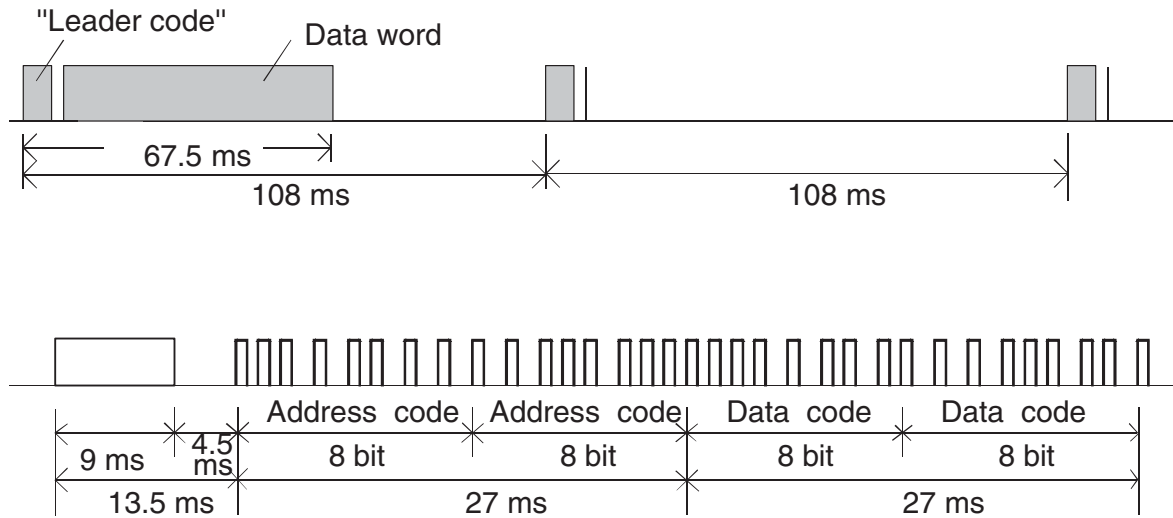 "Leader code"
Data word
67.5 ms
108 ms
108 ms
Address code
Address code
Data code
Data code
9 ms
4.5
ms
8 bit
8 bit
8 bit
8 bit
13.5 ms
27 ms
27 ms